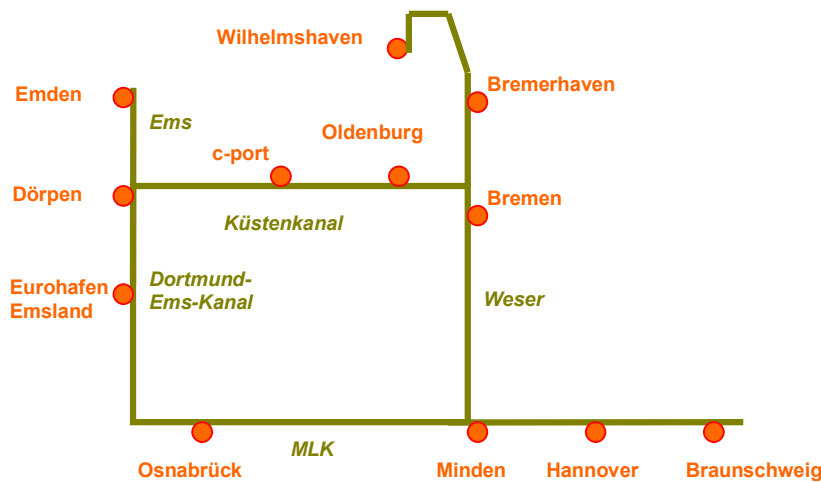 Wilhelmshaven
Emden
Bremerhaven
Ems
Oldenburg
c-port
Dörpen
Bremen
Küstenkanal
Eurohafen
Emsland
Dortmund-
Ems-Kanal
Weser
MLK
Osnabrück
Minden
Hannover
Braunschweig